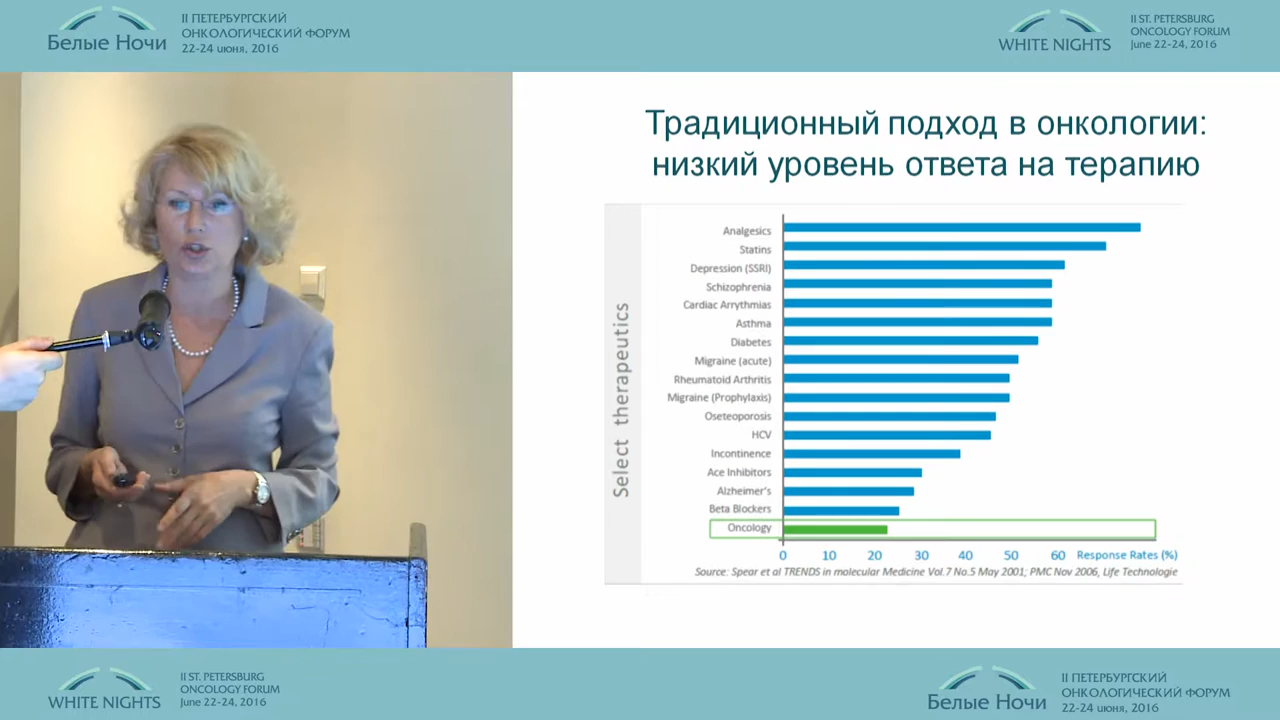 Белые Ночи
II ПЕТЕРБУРГСКИЙ
ОНКОЛОГИЧЕСКИЙ ФОРУМ
22-24 июня, 2016
WHITE NIGHTS
II ST. PETERSBURG
ONCOLOGY FORUM
June 22-24, 2016
Традиционный подход в онкологии:
низкий уровень ответа на терапию
Select therapeutics
Analgesics
Statins
Depression (SSRI)
Schizophrenia
Cardiac Arrythmias
Asthma
Diabetes
Migraine (acute)
Rheumatoid Arthritis
Migraine (Prophylaxis)
Oseteoporosis
HCV
Incontinence
Ace Inhibitors
Alzheimer's
Beta Blockers
Oncology
0 10 20 30 40 50 60 Response Rates (%)
Source: Spear et al TRENDS in molecular Medicine Vol.7 No.5 May 2001; PMC Nov 2006, Life Technologie
WHITE NIGHTS
II ST. PETERSBURG
ONCOLOGY FORUM
June 22-24, 2016
Белые Ночи
II ПЕТЕРБУРГСКИЙ
ОНКОЛОГИЧЕСКИЙ ФОРУМ
22-24 июня, 2016